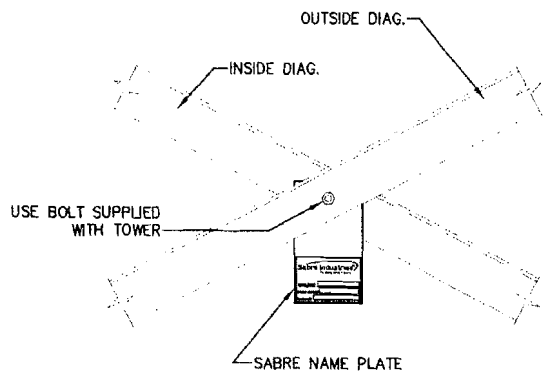 OUTSIDE DIAG.
INSIDE DIAG.
USE BOLT SUPPLIED
WITH TOWER
Sabre Industries
SABRE NAME PLATE